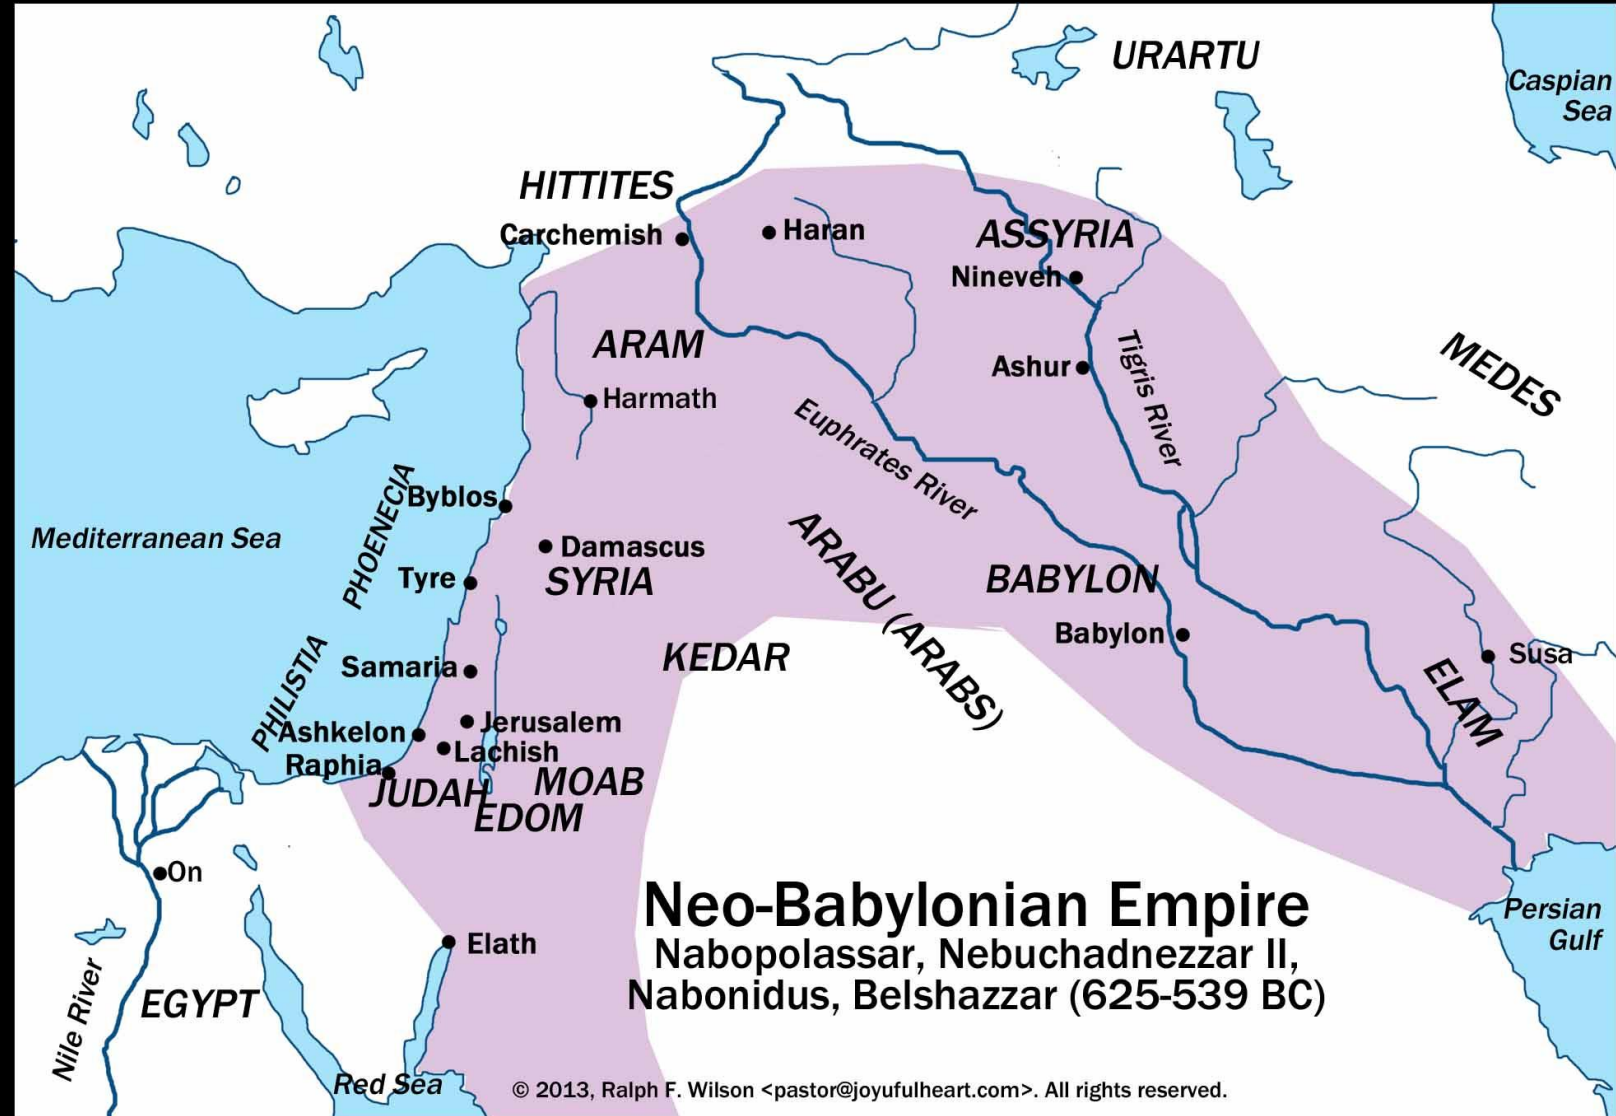 URARTU
Caspian
Sea
HITTITES
Carchemish
Haran
ASSYRIA
Nineveh
ARAM
Ashur
Tigris River
MEDES
Harmath
Euphrates River
PHOENECIA
Byblos
Mediterranean Sea
Damascus
Tyre
SYRIA
ARABU (ARABS)
BABYLON
Babylon
KEDAR
Samaria
Susa
ELAM
PHILISTIA
Jerusalem
Ashkelon
Lachish
Raphia
JUDAH
MOAB
EDOM
On
Neo-Babylonian Empire
Nabopolassar, Nebuchadnezzar II,
Nabonidus, Belshazzar (625-539 BC)
Persian
Gulf
Elath
Nile River
EGYPT
Red Sea
© 2013, Ralph F. Wilson <pastor@joyufulheart.com>. All rights reserved.